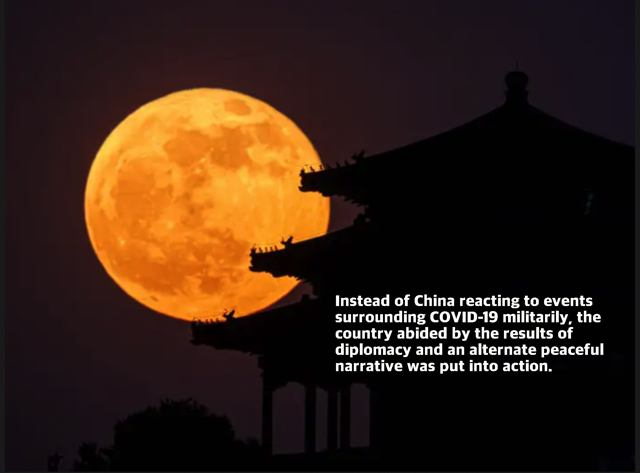 Instead of China reacting to events
surrounding COVID-19 militarily, the
country abided by the results of
diplomacy and an alternate peaceful
narrative was put into action.